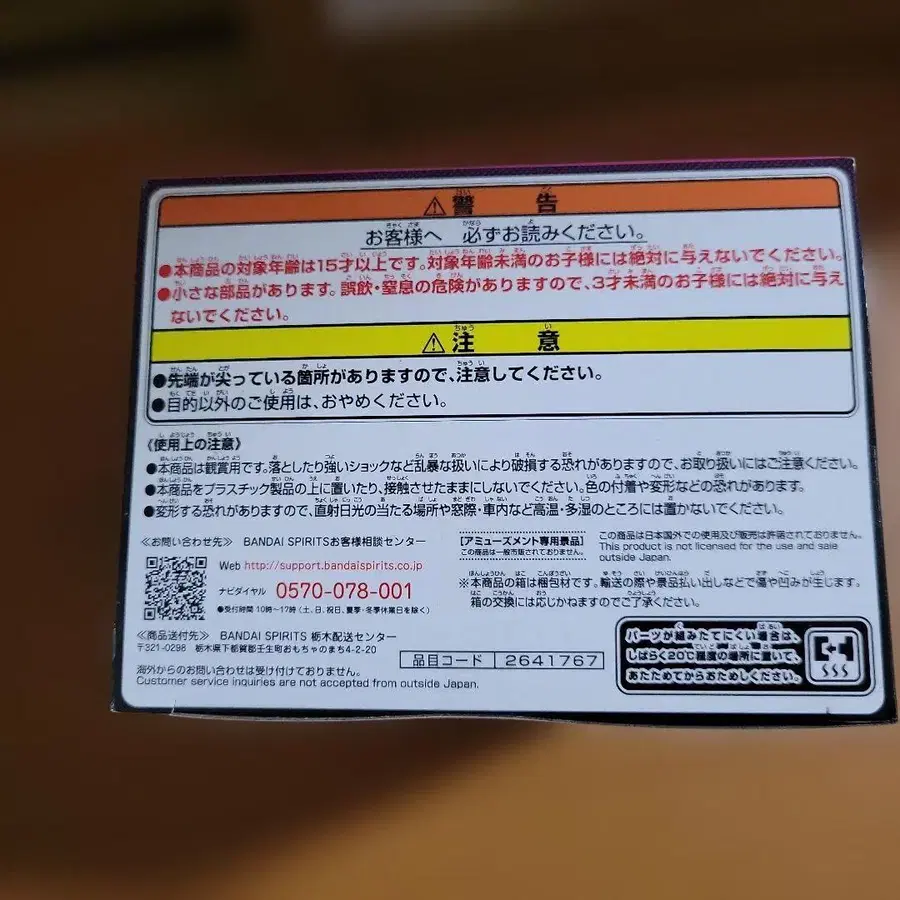 ⚠警告
お客様へ 必ずお読みください。
●本商品の対象年齢は15才以上です。対象年齢未満のお子様には絶対に与えないでください。
●小さな部品があります。誤飲・窒息の危険がありますので、3才未満のお子様には絶対に与え
ないでください。
⚠注意
●先端が尖っている箇所がありますので、注意してください。
●目的以外のご使用は、おやめください。
《使用上の注意》
●本商品は観賞用です。落としたり強いショックなど乱暴な扱いにより破損する恐れがありますので、お取り扱いにはご注意ください。
●本商品をプラスチック製品の上に置いたり、接触させたままにしないでください。色の付着や変形などの恐れがあります。
●変形する恐れがありますので、直射日光の当たる場所や窓際・車内など高温・多湿のところには置かないでください。
≪お問い合わせ先≫ BANDAI SPIRITSお客様相談センター
Web http://support.bandaispirits.co.jp
ナビダイヤル 0570-078-001
●受付時間 10時〜17時(土、日、祝日、夏季・冬季休業日を除く)
≪商品送付先≫ BANDAI SPIRITS 栃木配送センター
〒321-0298 栃木県下都賀郡壬生町おもちゃのまち4-2-20
海外からのお問い合わせは受け付けておりません。
Customer service inquiries are not accepted from outside Japan.
【アミューズメント専用景品】
この商品は一般市販されておりません。
この商品は日本国外での使用及び販売は許諾されておりません。
This product is not licensed for the use and sale
outside Japan.
※本商品の箱は梱包材です。輸送の際や景品払い出しなどで傷や凹みが生じます。
箱の交換には応じかねますのでご了承ください。
品目コード 2641767
パーツが組みたてにくい場合は、
しばらく20℃程度の場所に置いて、
あたためてからおためしください。